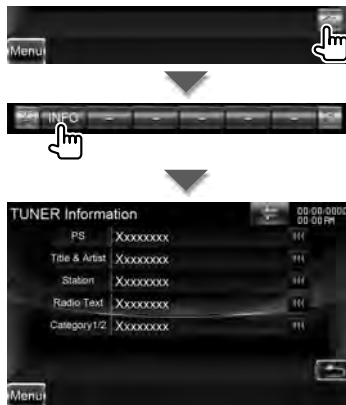 Menu
INFO
TUNER Information
00/00/0000
00:00 PM
PS Xxxxxxxx
Title & Artist Xxxxxxxx
Station Xxxxxxxx
Radio Text Xxxxxxxx
Category1/2 Xxxxxxxx
Menu